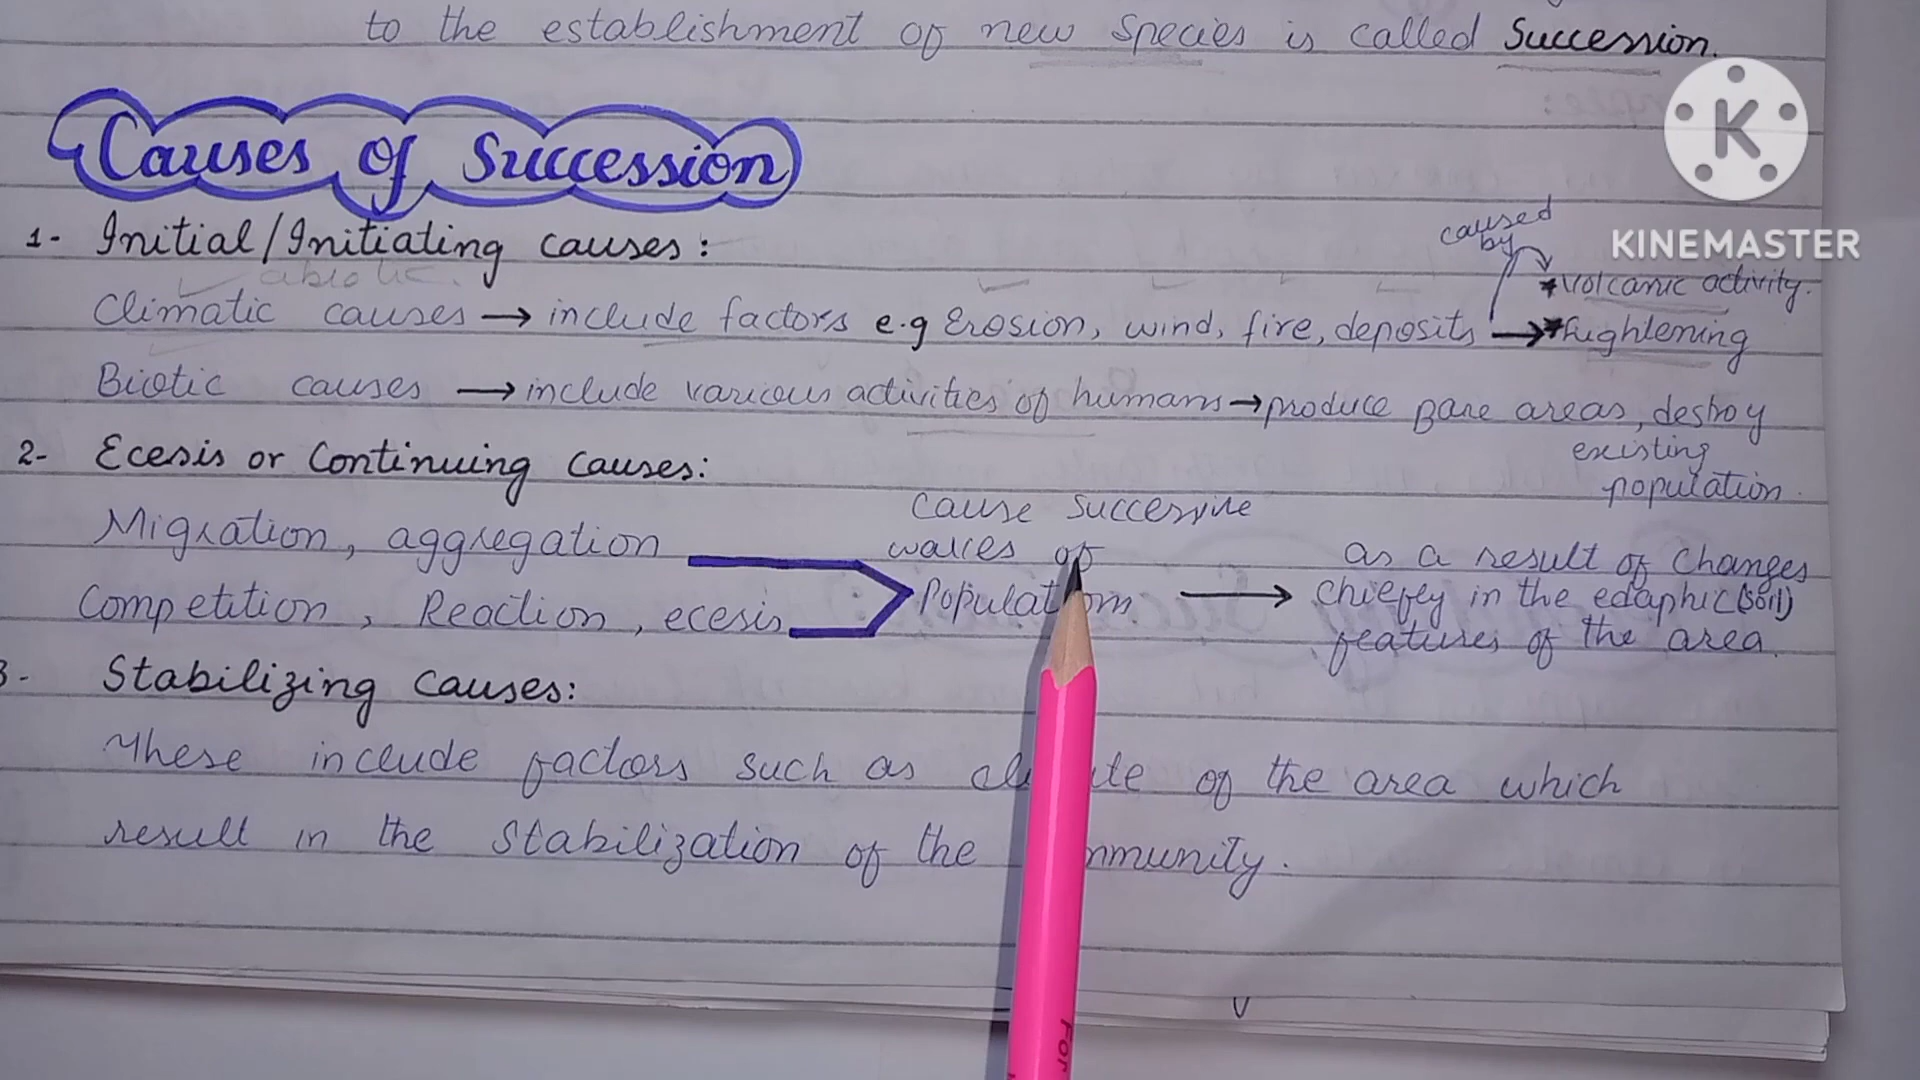 to the establishment of new species is called Succession.
Causes of Succession
K
KINEMASTER
1- Initial/Initiating causes:
abiotic.
caused
by
*volcanic activity.
Climatic causes → include factors e.g Erosion, wind, fire, deposits → *
Biotic causes → include various activities of humans → produce bare areas, destroy
existing
population.
2- Ecesis or Continuing causes:
Migration, aggregation
Competition, Reaction, ecesis
cause successive
waves of
as a result of changes
chiefly in the edaphic (soil)
features of the area.
3- Stabilizing causes:
These include factors such as of the area which
result in the stabilization of the
For